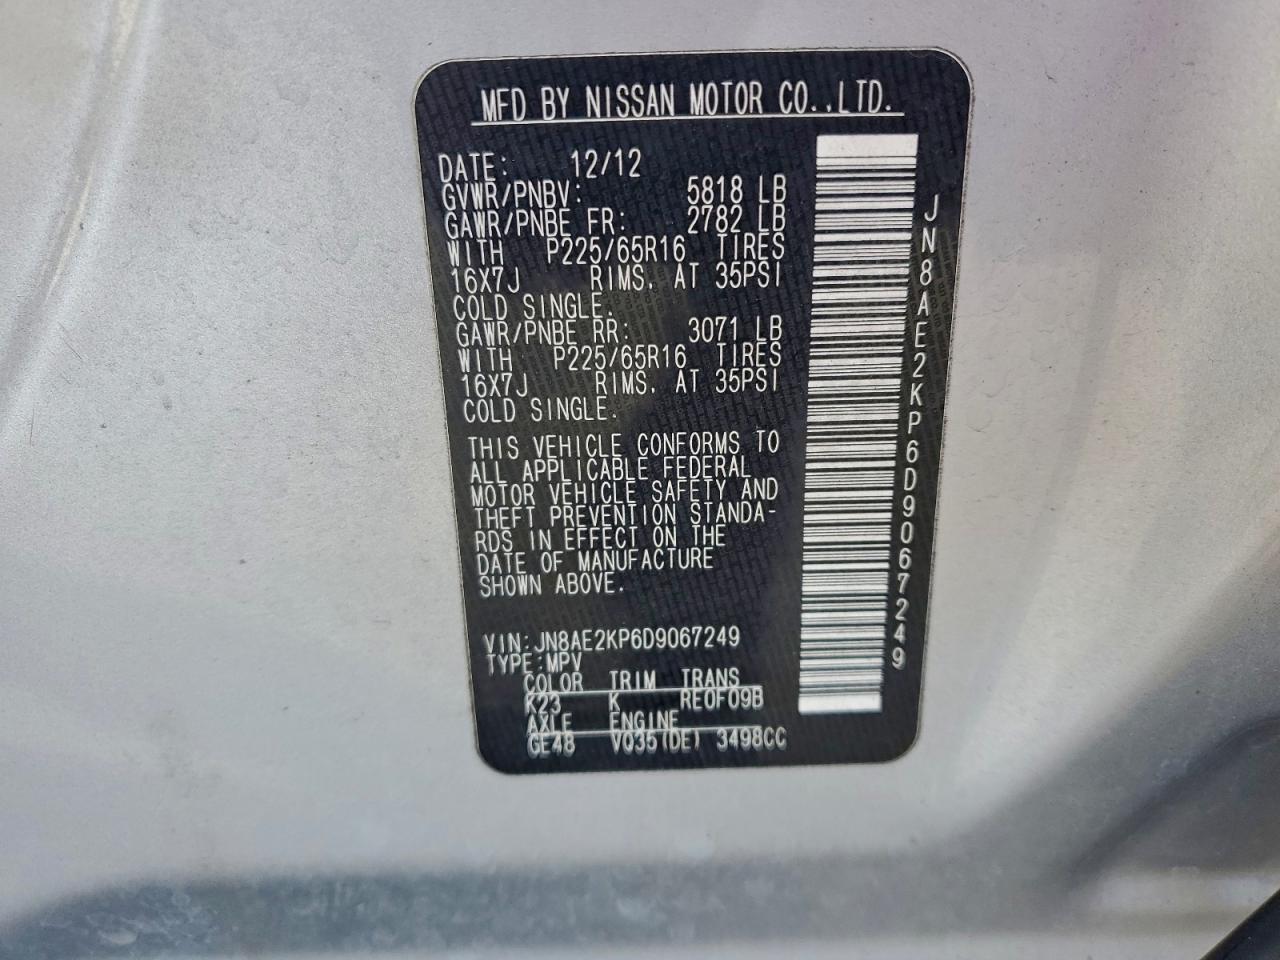 MFD BY NISSAN MOTOR CO.,LTD.
DATE: 12/12
GVWR/PNBV: 5818 LB
GAWR/PNBE FR: 2782 LB
WITH P225/65R16 TIRES
16X7J RIMS, AT 35PSI
COLD SINGLE.
GAWR/PNBE RR: 3071 LB
WITH P225/65R16 TIRES
16X7J RIMS, AT 35PSI
COLD SINGLE.
THIS VEHICLE CONFORMS TO
ALL APPLICABLE FEDERAL
MOTOR VEHICLE SAFETY AND
THEFT PREVENTION STANDA-
RDS IN EFFECT ON THE
DATE OF MANUFACTURE
SHOWN ABOVE.
VIN:JN8AE2KP6D9067249
TYPE:MPV
COLOR TRIM TRANS
K23 K RE0F09B
AXLE ENGINE
GE48 VQ35(DE) 3498CC
JN8AE2KP6D9067249